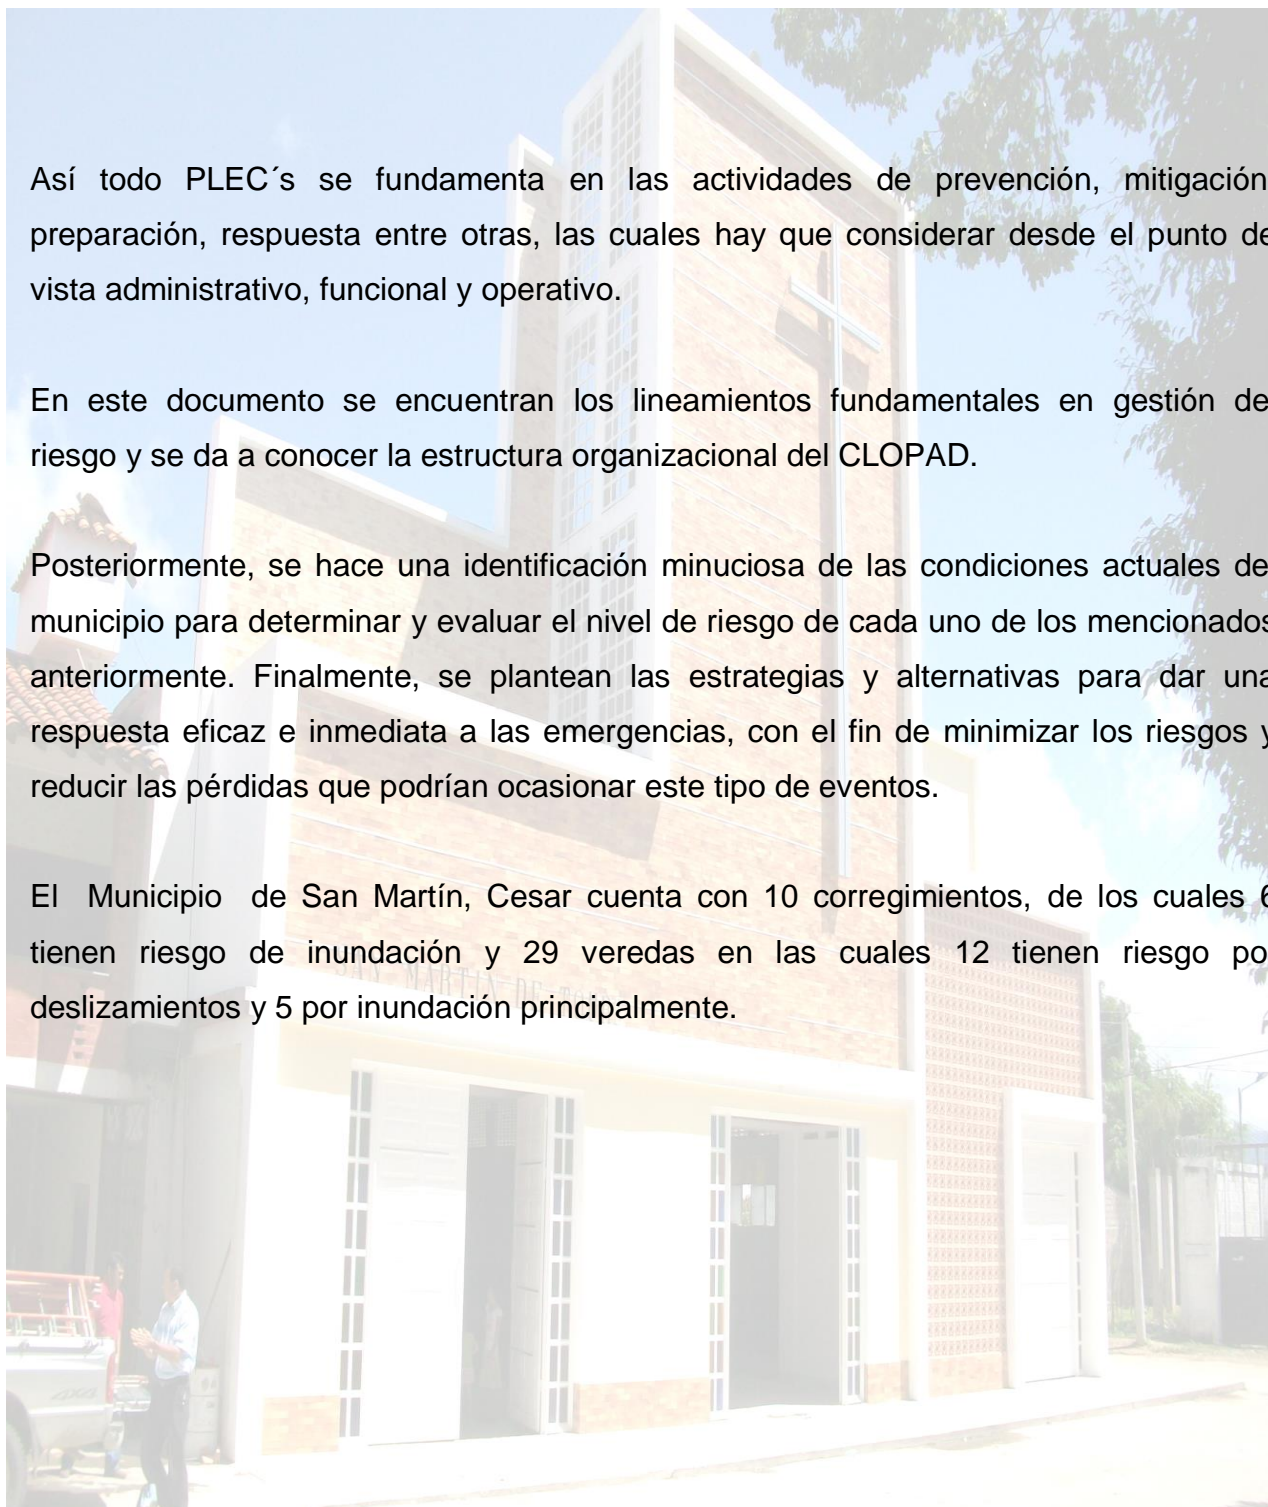 Así todo PLEC´s se fundamenta en las actividades de prevención, mitigación
preparación, respuesta entre otras, las cuales hay que considerar desde el punto de
vista administrativo, funcional y operativo.
En este documento se encuentran los lineamientos fundamentales en gestión de
riesgo y se da a conocer la estructura organizacional del CLOPAD.
Posteriormente, se hace una identificación minuciosa de las condiciones actuales de
municipio para determinar y evaluar el nivel de riesgo de cada uno de los mencionados
anteriormente. Finalmente, se plantean las estrategias y alternativas para dar una
respuesta eficaz e inmediata a las emergencias, con el fin de minimizar los riesgos y
reducir las pérdidas que podrían ocasionar este tipo de eventos.
El Municipio de San Martín, Cesar cuenta con 10 corregimientos, de los cuales 6
tienen riesgo de inundación y 29 veredas en las cuales 12 tienen riesgo po
deslizamientos y 5 por inundación principalmente.
SAN MARTIN DE